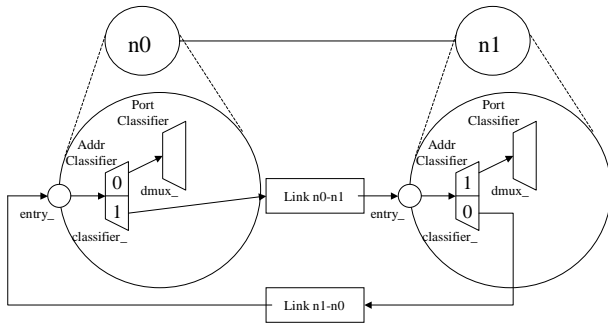 n0
n1
Port
Classifier
Addr
Classifier
0
1
dmux_
entry_
classifier_
Link n0-n1
Port
Classifier
Addr
Classifier
1
0
dmux_
entry_
classifier_
Link n1-n0